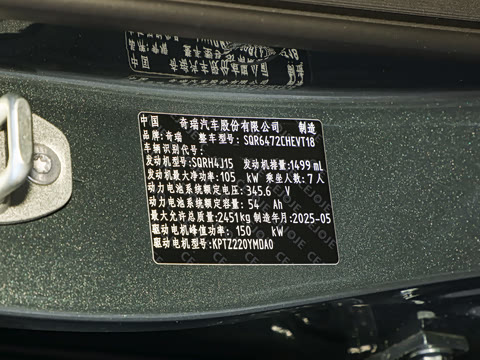 中国 奇瑞汽车股份有限公司 制造
品牌:奇瑞 整车型号:SQR6472CHEVT18
车辆识别代号:
发动机型号:SQRH4J15 发动机排量:1499 ml
发动机最大净功率:105 kW 乘坐人数:7 人
动力电池系统额定电压:345.6 V
动力电池系统额定容量:54 Ah
最大允许总质量:2451kg 制造年月:2025-05
驱动电机峰值功率:150 kW
驱动电机型号:KPTZ220YMDA0